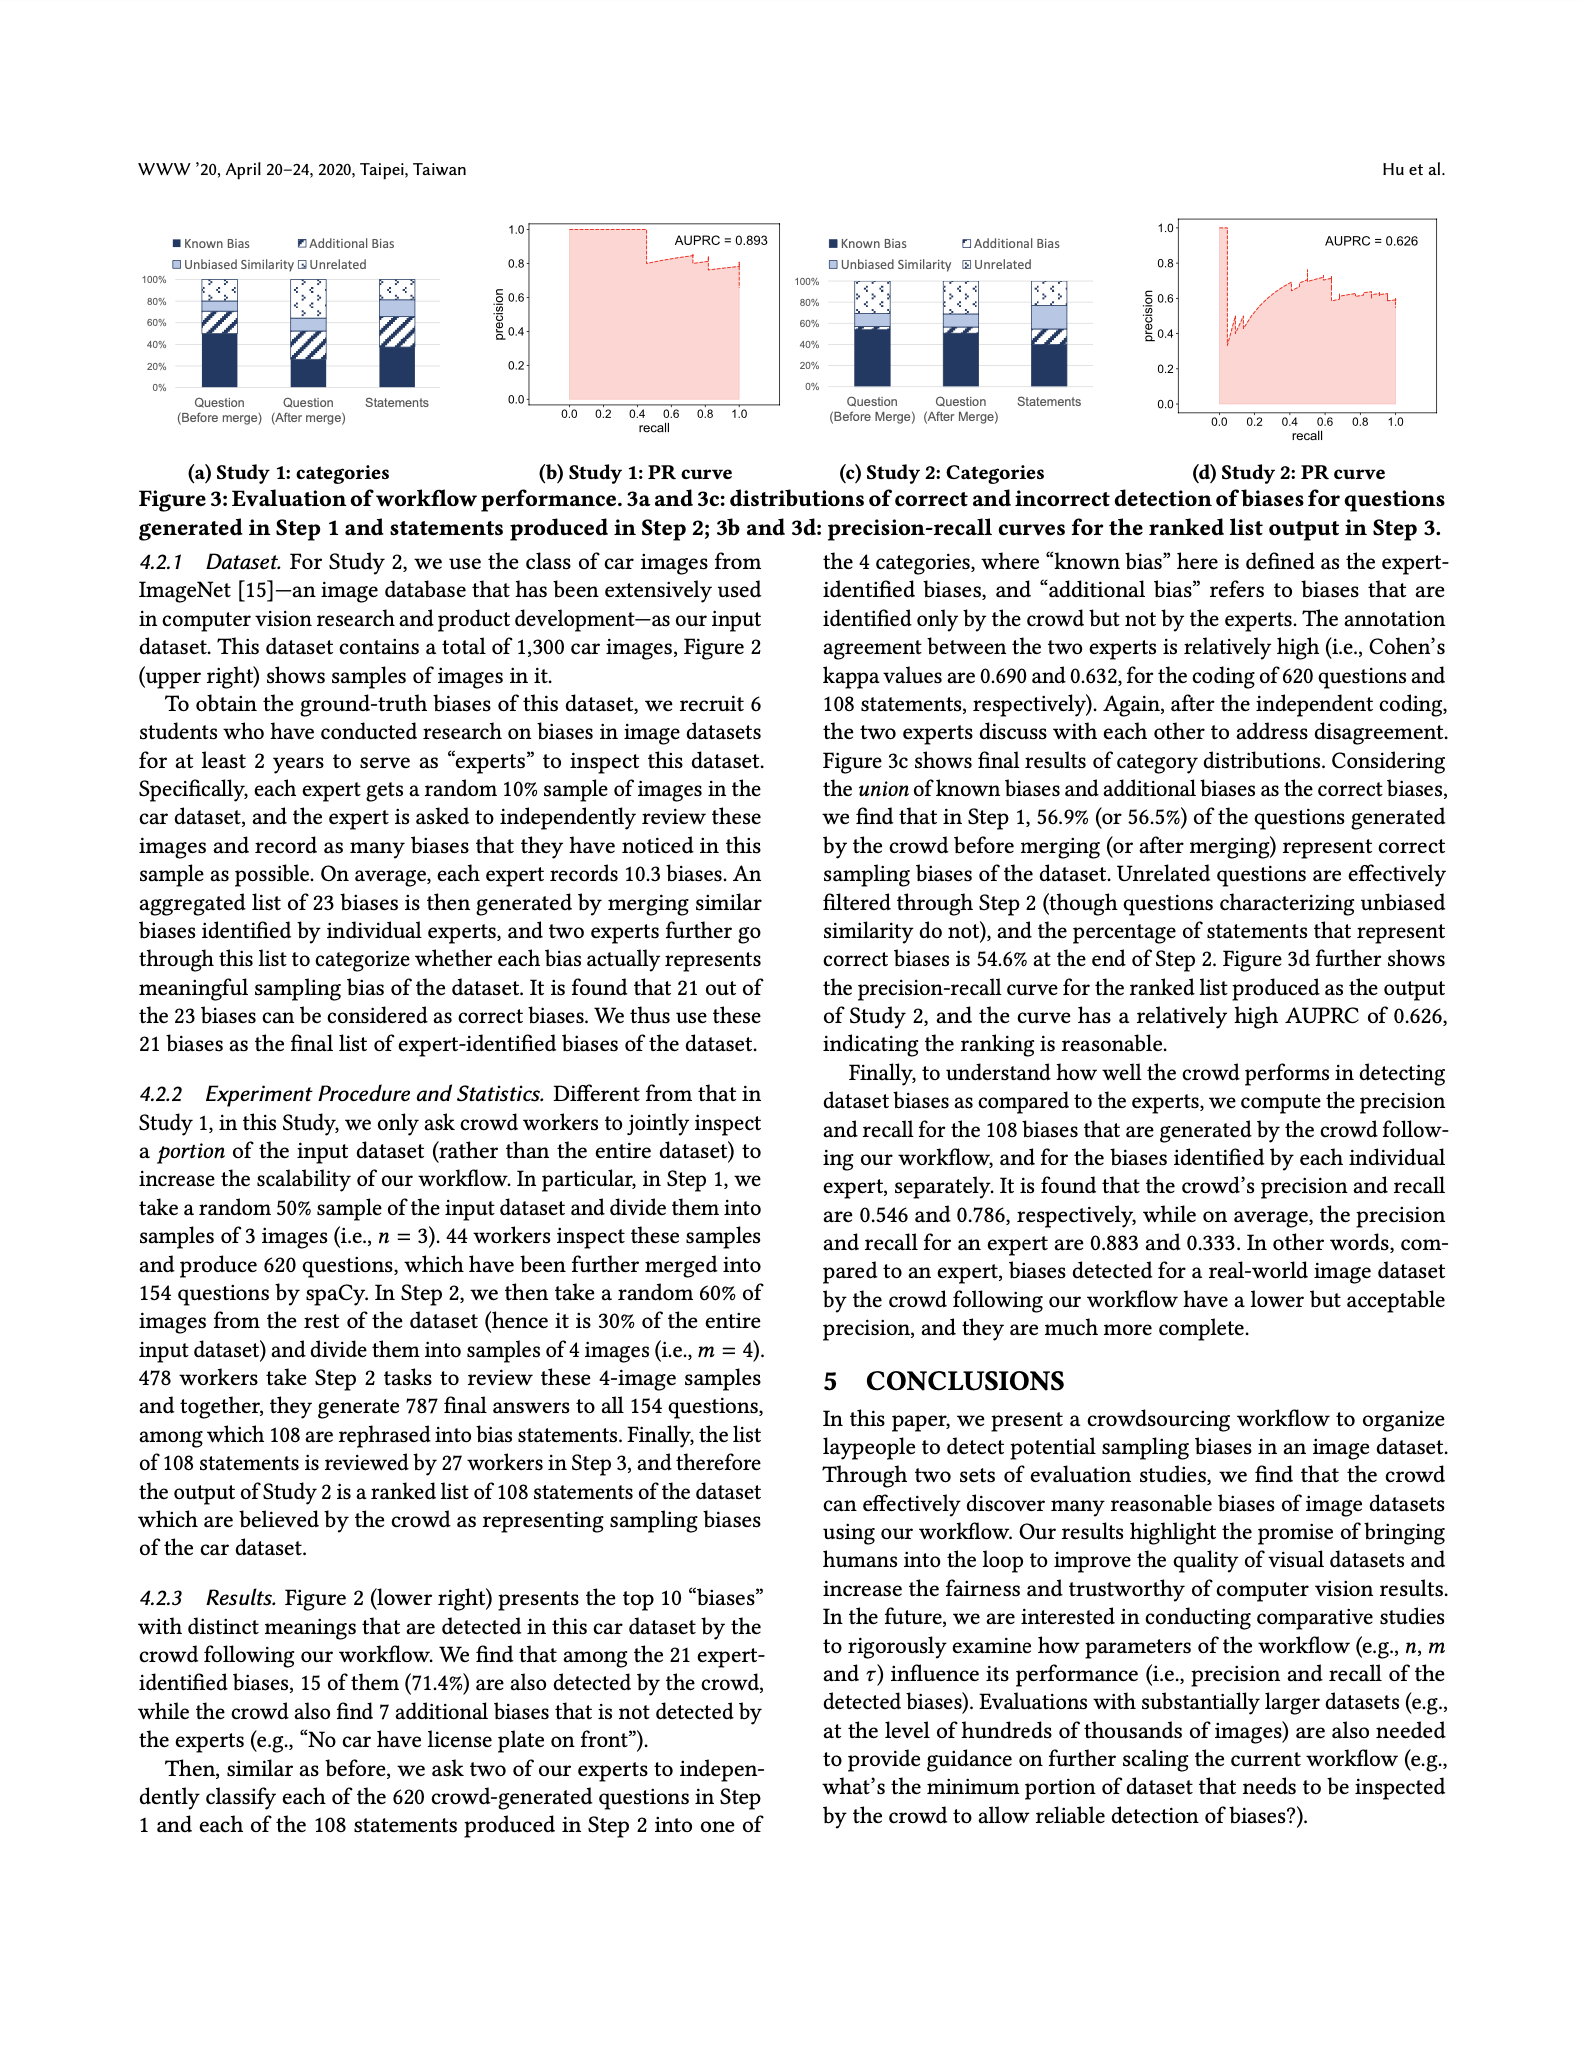 WWW ’20, April 20–24, 2020, Taipei, Taiwan
Hu et al.
Known Bias
Additional Bias
Unbiased Similarity
Unrelated
100%
80%
60%
40%
20%
0%
Question
(Before merge)
Question
(After merge)
Statements
(a) Study 1: categories
AUPRC = 0.893
precision
1.0
0.8
0.6
0.4
0.2
0.0
0.0 0.2 0.4 0.6 0.8 1.0
recall
(b) Study 1: PR curve
Known Bias
Additional Bias
Unbiased Similarity
Unrelated
100%
80%
60%
40%
20%
0%
Question
(Before Merge)
Question
(After Merge)
Statements
(c) Study 2: Categories
AUPRC = 0.626
precision
1.0
0.8
0.6
0.4
0.2
0.0
0.0 0.2 0.4 0.6 0.8 1.0
recall
(d) Study 2: PR curve
Figure 3: Evaluation of workflow performance. 3a and 3c: distributions of correct and incorrect detection of biases for questions
generated in Step 1 and statements produced in Step 2; 3b and 3d: precision-recall curves for the ranked list output in Step 3.
4.2.1 Dataset. For Study 2, we use the class of car images from
ImageNet [15]—an image database that has been extensively used
in computer vision research and product development—as our input
dataset. This dataset contains a total of 1,300 car images, Figure 2
(upper right) shows samples of images in it.
To obtain the ground-truth biases of this dataset, we recruit 6
students who have conducted research on biases in image datasets
for at least 2 years to serve as “experts” to inspect this dataset.
Specifically, each expert gets a random 10% sample of images in the
car dataset, and the expert is asked to independently review these
images and record as many biases that they have noticed in this
sample as possible. On average, each expert records 10.3 biases. An
aggregated list of 23 biases is then generated by merging similar
biases identified by individual experts, and two experts further go
through this list to categorize whether each bias actually represents
meaningful sampling bias of the dataset. It is found that 21 out of
the 23 biases can be considered as correct biases. We thus use these
21 biases as the final list of expert-identified biases of the dataset.
4.2.2 Experiment Procedure and Statistics. Different from that in
Study 1, in this Study, we only ask crowd workers to jointly inspect
a portion of the input dataset (rather than the entire dataset) to
increase the scalability of our workflow. In particular, in Step 1, we
take a random 50% sample of the input dataset and divide them into
samples of 3 images (i.e., n = 3). 44 workers inspect these samples
and produce 620 questions, which have been further merged into
154 questions by spaCy. In Step 2, we then take a random 60% of
images from the rest of the dataset (hence it is 30% of the entire
input dataset) and divide them into samples of 4 images (i.e., m = 4).
478 workers take Step 2 tasks to review these 4-image samples
and together, they generate 787 final answers to all 154 questions,
among which 108 are rephrased into bias statements. Finally, the list
of 108 statements is reviewed by 27 workers in Step 3, and therefore
the output of Study 2 is a ranked list of 108 statements of the dataset
which are believed by the crowd as representing sampling biases
of the car dataset.
4.2.3 Results. Figure 2 (lower right) presents the top 10 “biases”
with distinct meanings that are detected in this car dataset by the
crowd following our workflow. We find that among the 21 expert-
identified biases, 15 of them (71.4%) are also detected by the crowd,
while the crowd also find 7 additional biases that is not detected by
the experts (e.g., “No car have license plate on front”).
Then, similar as before, we ask two of our experts to indepen-
dently classify each of the 620 crowd-generated questions in Step
1 and each of the 108 statements produced in Step 2 into one of
the 4 categories, where “known bias” here is defined as the expert-
identified biases, and “additional bias” refers to biases that are
identified only by the crowd but not by the experts. The annotation
agreement between the two experts is relatively high (i.e., Cohen’s
kappa values are 0.690 and 0.632, for the coding of 620 questions and
108 statements, respectively). Again, after the independent coding,
the two experts discuss with each other to address disagreement.
Figure 3c shows final results of category distributions. Considering
the union of known biases and additional biases as the correct biases,
we find that in Step 1, 56.9% (or 56.5%) of the questions generated
by the crowd before merging (or after merging) represent correct
sampling biases of the dataset. Unrelated questions are effectively
filtered through Step 2 (though questions characterizing unbiased
similarity do not), and the percentage of statements that represent
correct biases is 54.6% at the end of Step 2. Figure 3d further shows
the precision-recall curve for the ranked list produced as the output
of Study 2, and the curve has a relatively high AUPRC of 0.626,
indicating the ranking is reasonable.
Finally, to understand how well the crowd performs in detecting
dataset biases as compared to the experts, we compute the precision
and recall for the 108 biases that are generated by the crowd follow-
ing our workflow, and for the biases identified by each individual
expert, separately. It is found that the crowd’s precision and recall
are 0.546 and 0.786, respectively, while on average, the precision
and recall for an expert are 0.883 and 0.333. In other words, com-
pared to an expert, biases detected for a real-world image dataset
by the crowd following our workflow have a lower but acceptable
precision, and they are much more complete.
5 CONCLUSIONS
In this paper, we present a crowdsourcing workflow to organize
laypeople to detect potential sampling biases in an image dataset.
Through two sets of evaluation studies, we find that the crowd
can effectively discover many reasonable biases of image datasets
using our workflow. Our results highlight the promise of bringing
humans into the loop to improve the quality of visual datasets and
increase the fairness and trustworthy of computer vision results.
In the future, we are interested in conducting comparative studies
to rigorously examine how parameters of the workflow (e.g., n, m
and τ) influence its performance (i.e., precision and recall of the
detected biases). Evaluations with substantially larger datasets (e.g.,
at the level of hundreds of thousands of images) are also needed
to provide guidance on further scaling the current workflow (e.g.,
what’s the minimum portion of dataset that needs to be inspected
by the crowd to allow reliable detection of biases?).